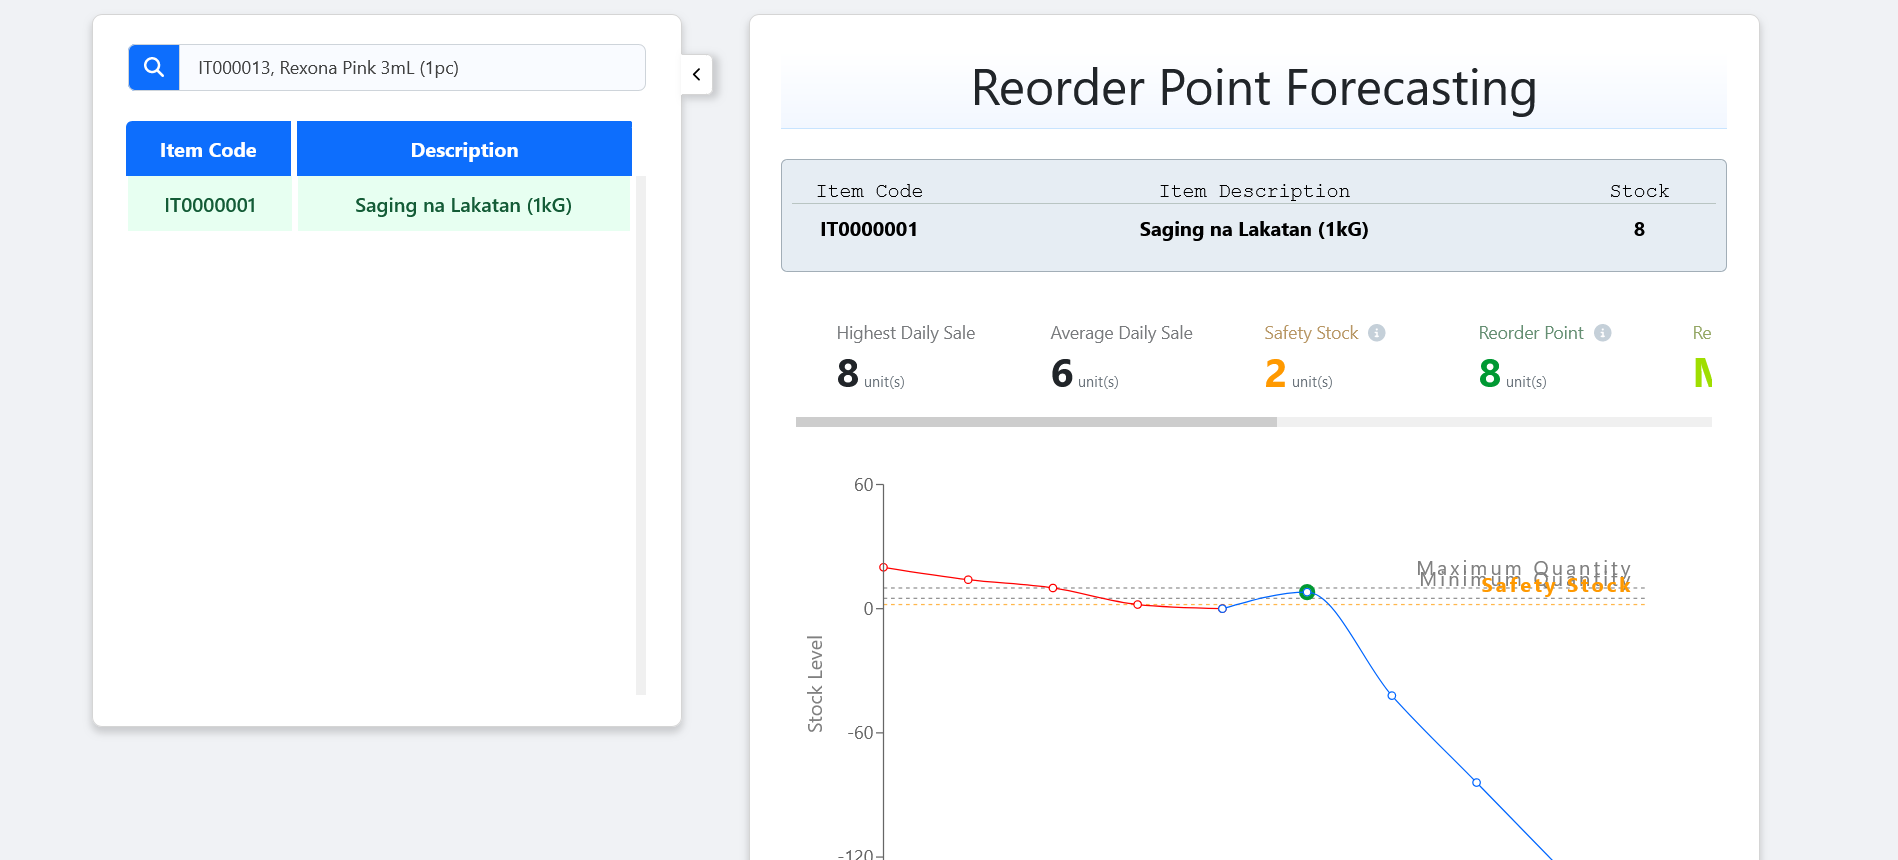 IT000013, Rexona Pink 3mL (1pc)
Item Code Description
IT0000001 Saging na Lakatan (1kG)
Reorder Point Forecasting
Item Code Item Description Stock
IT0000001 Saging na Lakatan (1kG) 8
Highest Daily Sale Average Daily Sale Safety Stock Reorder Point Re
8 unit(s) 6 unit(s) 2 unit(s) 8 unit(s)
60
Maximum Quantity
Minimum Quantity
Safety Stock
0
Stock Level
-60
-120